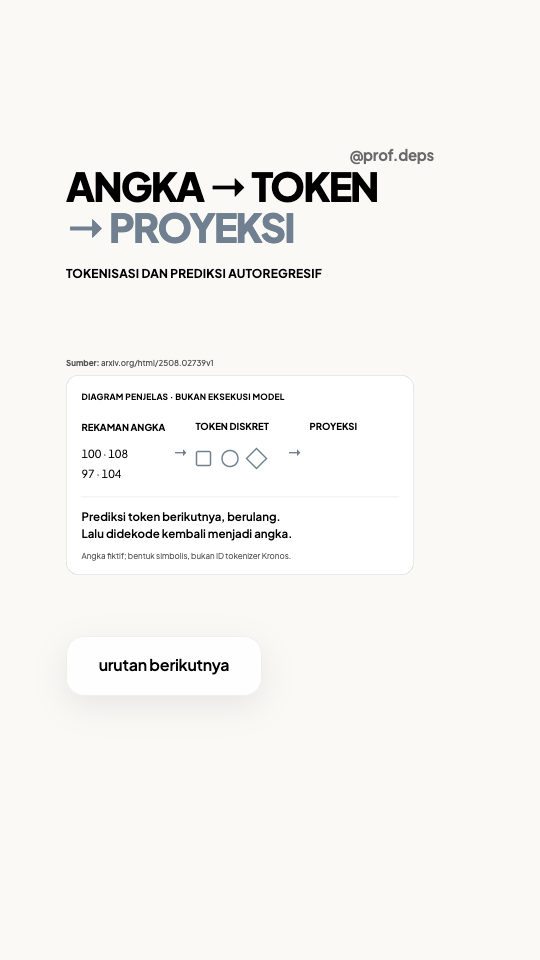 @prof.deps
ANGKA → TOKEN
→ PROYEKSI
TOKENISASI DAN PREDIKSI AUTOREGRESIF
Sumber: arxiv.org/html/2508.02739v1
DIAGRAM PENJELAS · BUKAN EKSEKUSI MODEL
REKAMAN ANGKA TOKEN DISKRET PROYEKSI
100 · 108 → →
97 · 104
Prediksi token berikutnya, berulang.
Lalu didekode kembali menjadi angka.
Angka fiktif; bentuk simbolis, bukan ID tokenizer Kronos.
urutan berikutnya